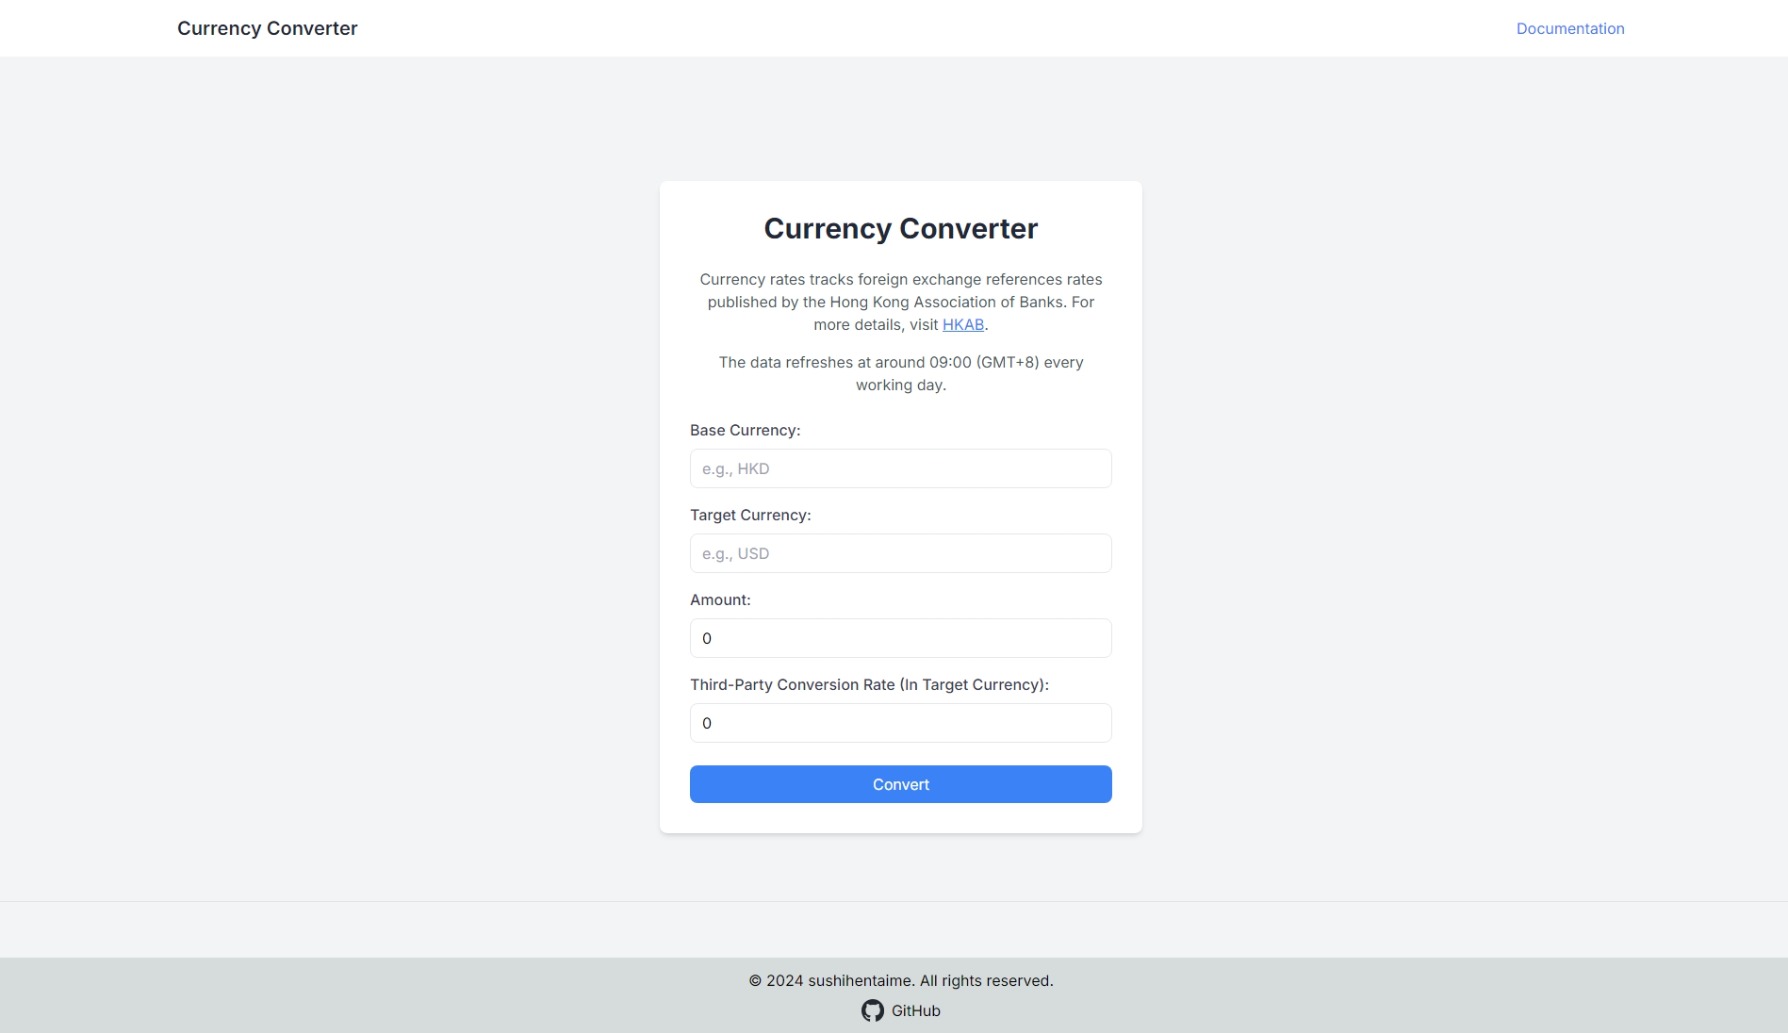 Currency Converter
Documentation
Currency Converter
Currency rates tracks foreign exchange references rates
published by the Hong Kong Association of Banks. For
more details, visit HKAB.
The data refreshes at around 09:00 (GMT+8) every
working day.
Base Currency:
e.g., HKD
Target Currency:
e.g., USD
Amount:
0
Third-Party Conversion Rate (In Target Currency):
0
Convert
© 2024 sushihentaime. All rights reserved.
GitHub